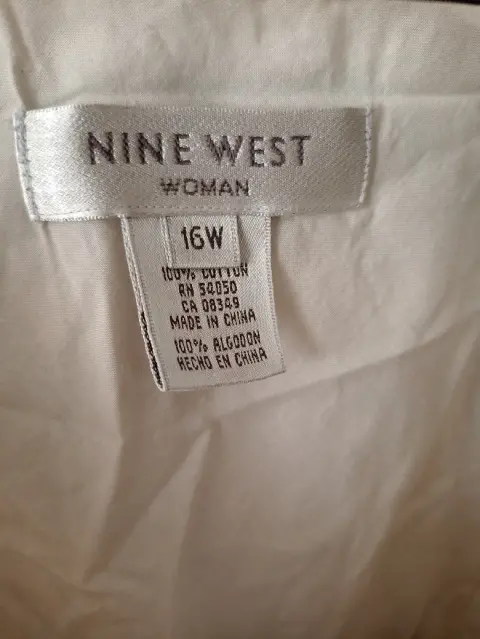 NINE WEST
WOMAN
16W
100% COTTON
RN 54050
CA 08349
MADE IN CHINA
100% ALGODON
HECHO EN CHINA